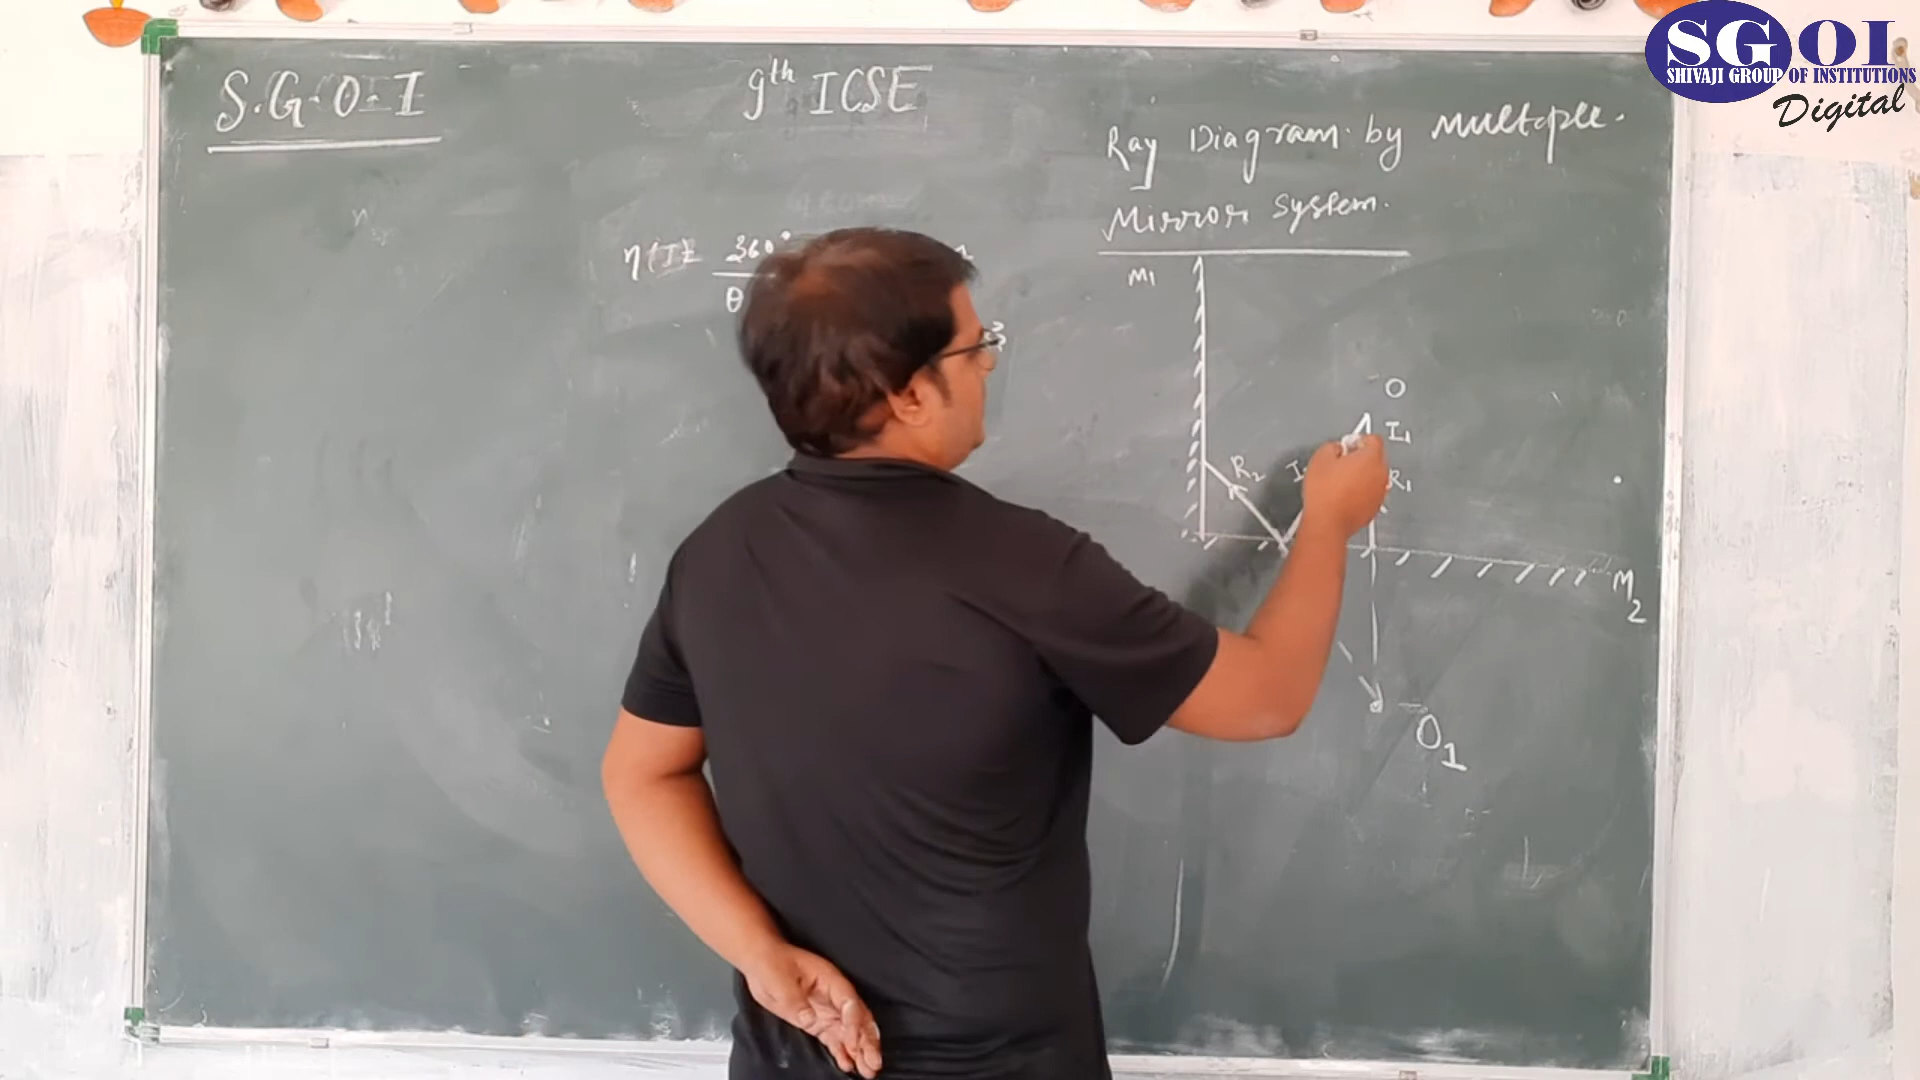 SGOI
SHIVAJI GROUP OF INSTITUTIONS
Digital
S.G.O.I
9th ICSE
Ray Diagram by Multiple.
Mirror System.
η(I)= 360°
θ
M1
O
I1
R2
R1
M2
O1